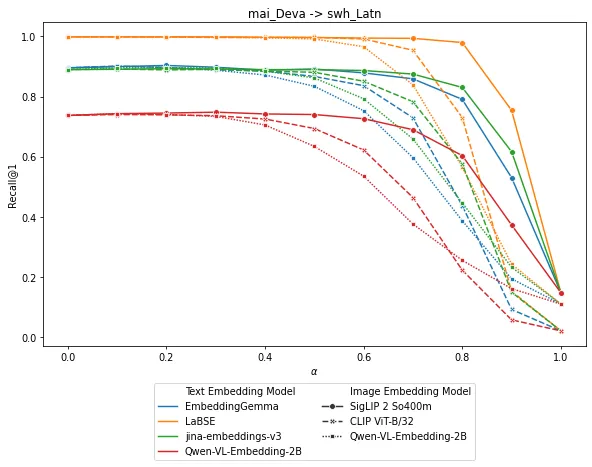 mai_Deva -> swh_Latn
1.0
0.8
0.6
0.4
0.2
0.0
Recall@1
0.0 0.2 0.4 0.6 0.8 1.0
α
Text Embedding Model Image Embedding Model
EmbeddingGemma SigLIP 2 So400m
LaBSE CLIP ViT-B/32
jina-embeddings-v3 Qwen-VL-Embedding-2B
Qwen-VL-Embedding-2B